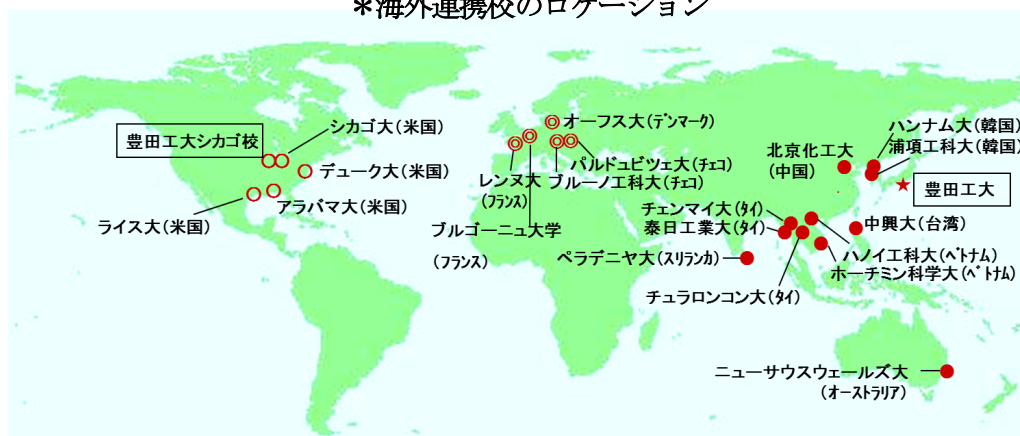 *海外連携校のロケーション
豊田工大シカゴ校
シカゴ大(米国)
デューク大(米国)
アラバマ大(米国)
ライス大(米国)
オーフス大(デンマーク)
パルドュビツェ大(チェコ)
レンヌ大
(フランス)
ブルーノ工科大(チェコ)
ブルゴーニュ大学
(フランス)
北京化工大
(中国)
ハンナム大(韓国)
浦項工科大(韓国)
豊田工大
チェンマイ大(タイ)
泰日工業大(タイ)
中興大(台湾)
ペラデニヤ大(スリランカ)
ハノイ工科大(ベトナム)
ホーチミン科学大(ベトナム)
チュラロンコン大(タイ)
ニューサウスウェールズ大
(オーストラリア)